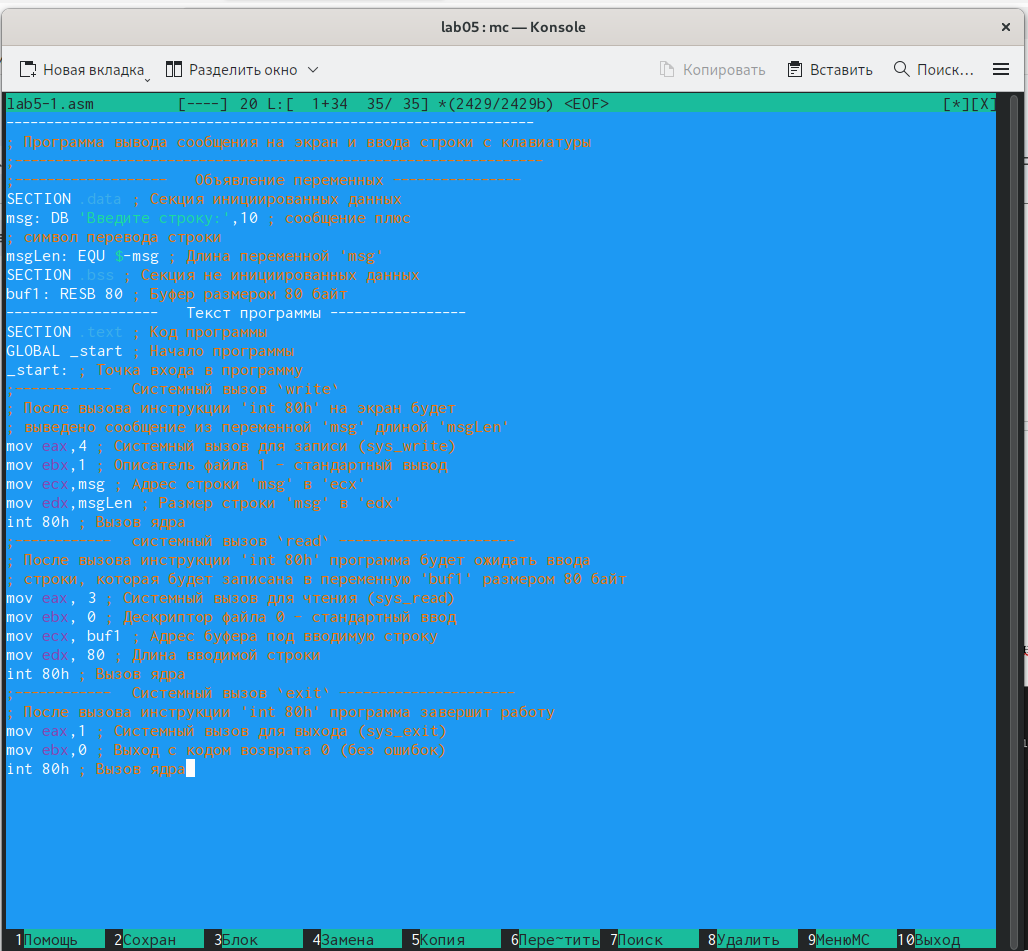 lab05 : mc — Konsole
Новая вкладка Разделить окно Копировать Вставить Поиск...
lab5-1.asm [----] 20 L:[ 1+34 35/ 35] *(2429/2429b) <EOF> [*][X]
-----------------------------------------------------------
; Программа вывода сообщения на экран и ввода строки с клавиатуры
;-----------------------------------------------------------
;----------------- Объявление переменных --------------
SECTION .data ; Секция инициированных данных
msg: DB 'Введите строку:',10 ; сообщение плюс
; символ перевода строки
msgLen: EQU $-msg ; Длина переменной 'msg'
SECTION .bss ; Секция не инициированных данных
buf1: RESB 80 ; Буфер размером 80 байт
----------------- Текст программы ---------------
SECTION .text ; Код программы
GLOBAL _start ; Начало программы
_start: ; Точка входа в программу
;----------- Системный вызов `write`
; После вызова инструкции 'int 80h' на экран будет
; выведено сообщение из переменной 'msg' длиной 'msgLen'
mov eax,4 ; Системный вызов для записи (sys_write)
mov ebx,1 ; Описатель файла 1 - стандартный вывод
mov ecx,msg ; Адрес строки 'msg' в 'ecx'
mov edx,msgLen ; Размер строки 'msg' в 'edx'
int 80h ; Вызов ядра
;----------- системный вызов `read` --------------------
; После вызова инструкции 'int 80h' программа будет ожидать ввода
; строки, которая будет записана в переменную 'buf1' размером 80 байт
mov eax, 3 ; Системный вызов для чтения (sys_read)
mov ebx, 0 ; Дескриптор файла 0 - стандартный ввод
mov ecx, buf1 ; Адрес буфера под вводимую строку
mov edx, 80 ; Длина вводимой строки
int 80h ; Вызов ядра
;----------- Системный вызов `exit` --------------------
; После вызова инструкции 'int 80h' программа завершит работу
mov eax,1 ; Системный вызов для выхода (sys_exit)
mov ebx,0 ; Выход с кодом возврата 0 (без ошибок)
int 80h ; Вызов ядра
1Помощь 2Сохран 3Блок 4Замена 5Копия 6Пере~тить 7Поиск 8Удалить 9МенюMC 10Выход